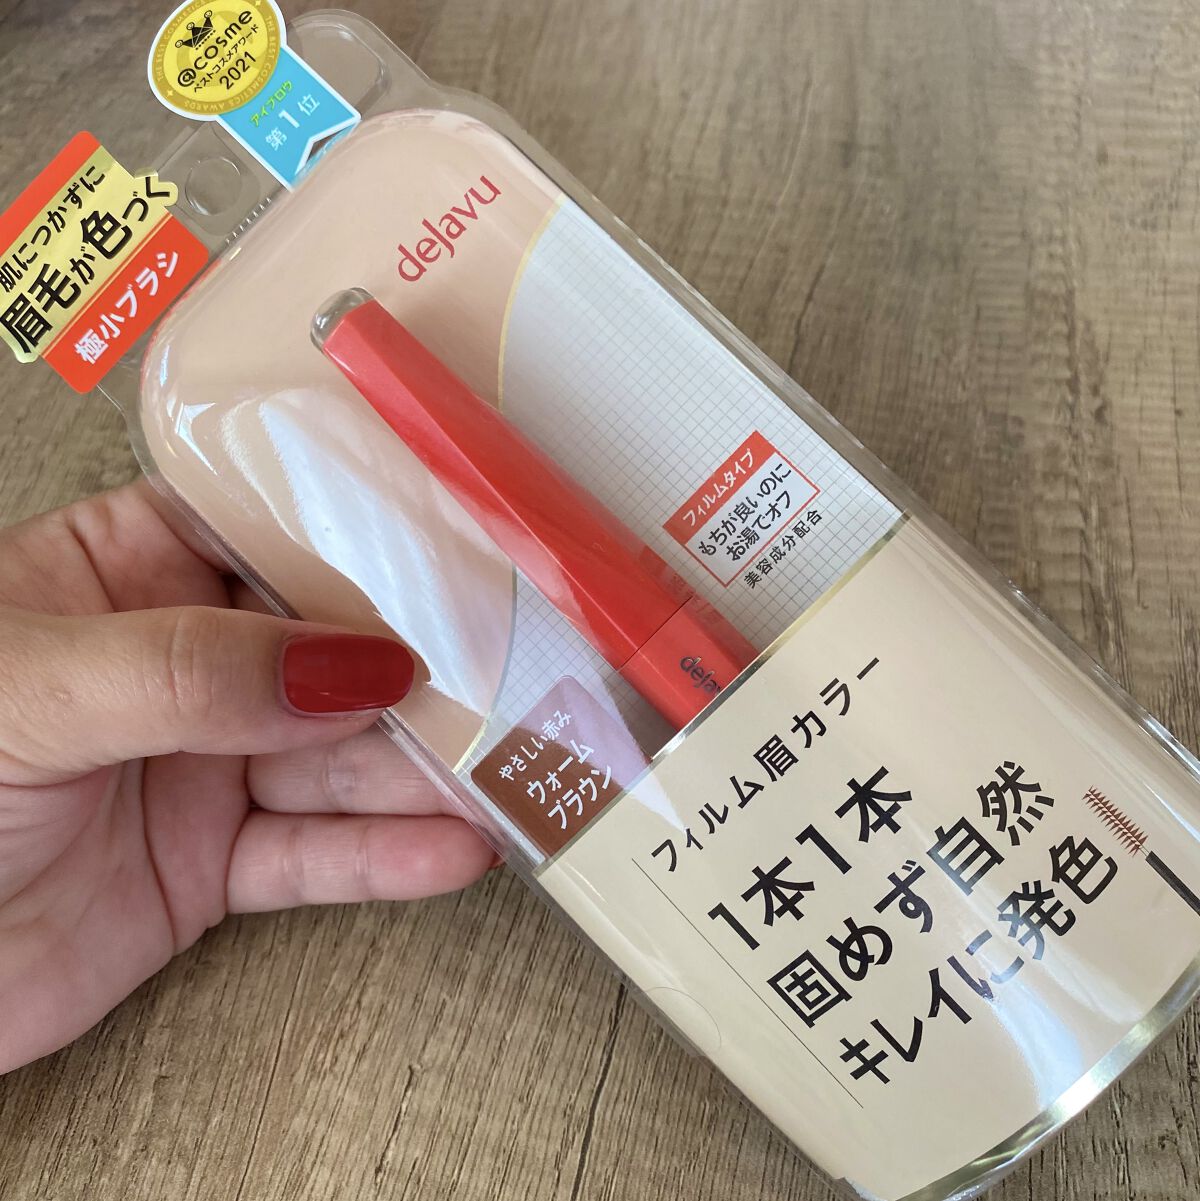 @cosme
ベストコスメアワード
2021
THE BEST COSMETICS AWARDS
アイブロウ
第1位
肌につかずに
眉毛が色づく
極小ブラシ
deJavu
フィルムタイプ
もちが良いのに
お湯でオフ
美容成分配合
やさしい赤み
ウォーム
ブラウン
フィルム眉カラー
1本1本
固めず自然
キレイに発色